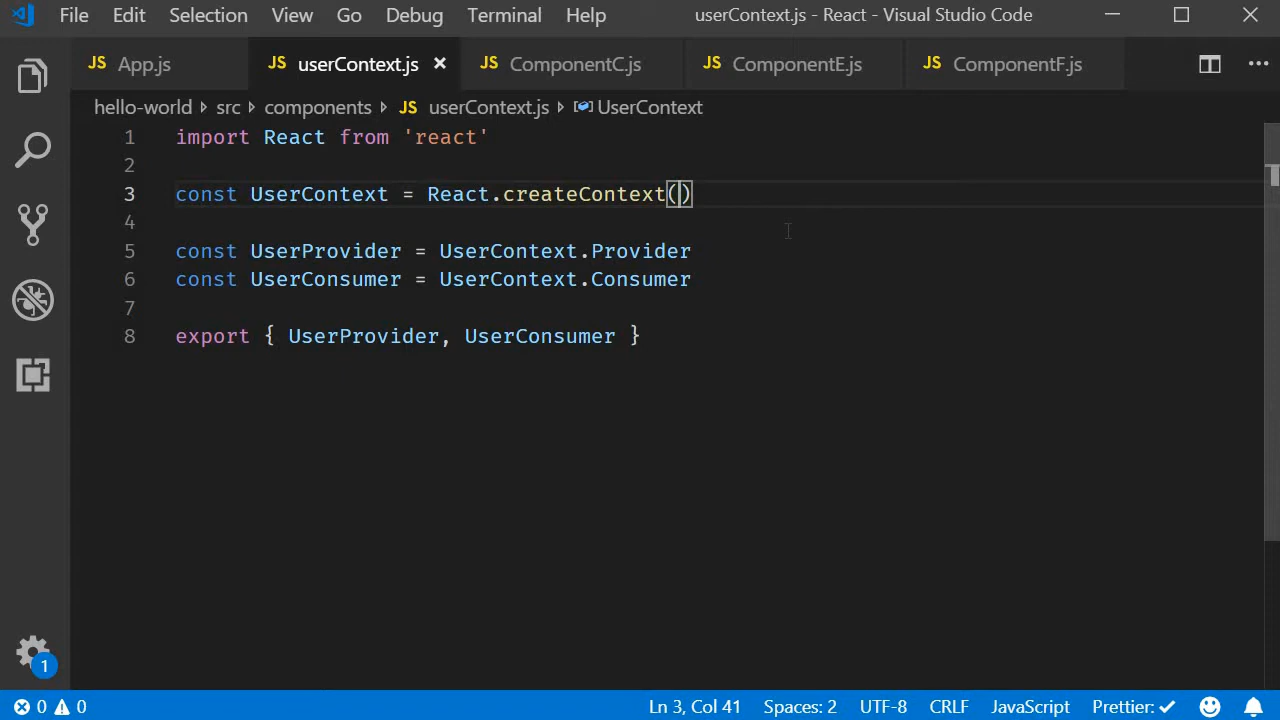 File Edit Selection View Go Debug Terminal Help userContext.js - React - Visual Studio Code
JS App.js JS userContext.js × JS ComponentC.js JS ComponentE.js JS ComponentF.js
hello-world › src › components › JS userContext.js › UserContext
1 import React from 'react'
2
3 const UserContext = React.createContext()
4
5 const UserProvider = UserContext.Provider
6 const UserConsumer = UserContext.Consumer
7
8 export { UserProvider, UserConsumer }
1
0 0 Ln 3, Col 41 Spaces: 2 UTF-8 CRLF JavaScript Prettier: ✓